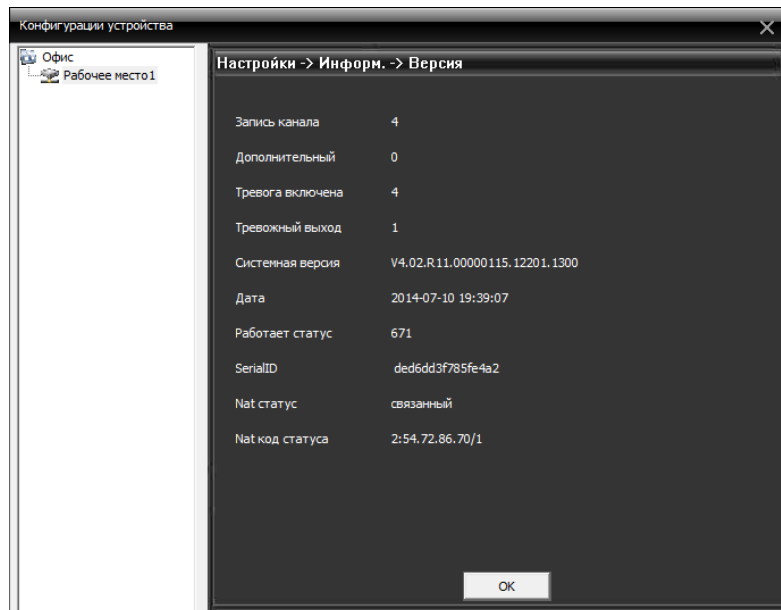 Конфигурации устройства
Офис
Рабочее место1
Настройки -> Информ. -> Версия
Запись канала 4
Дополнительный 0
Тревога включена 4
Тревожный выход 1
Системная версия V4.02.R11.00000115.12201.1300
Дата 2014-07-10 19:39:07
Работает статус 671
SerialID ded6dd3f785fe4a2
Nat статус связанный
Nat код статуса 2:54.72.86.70/1
OK